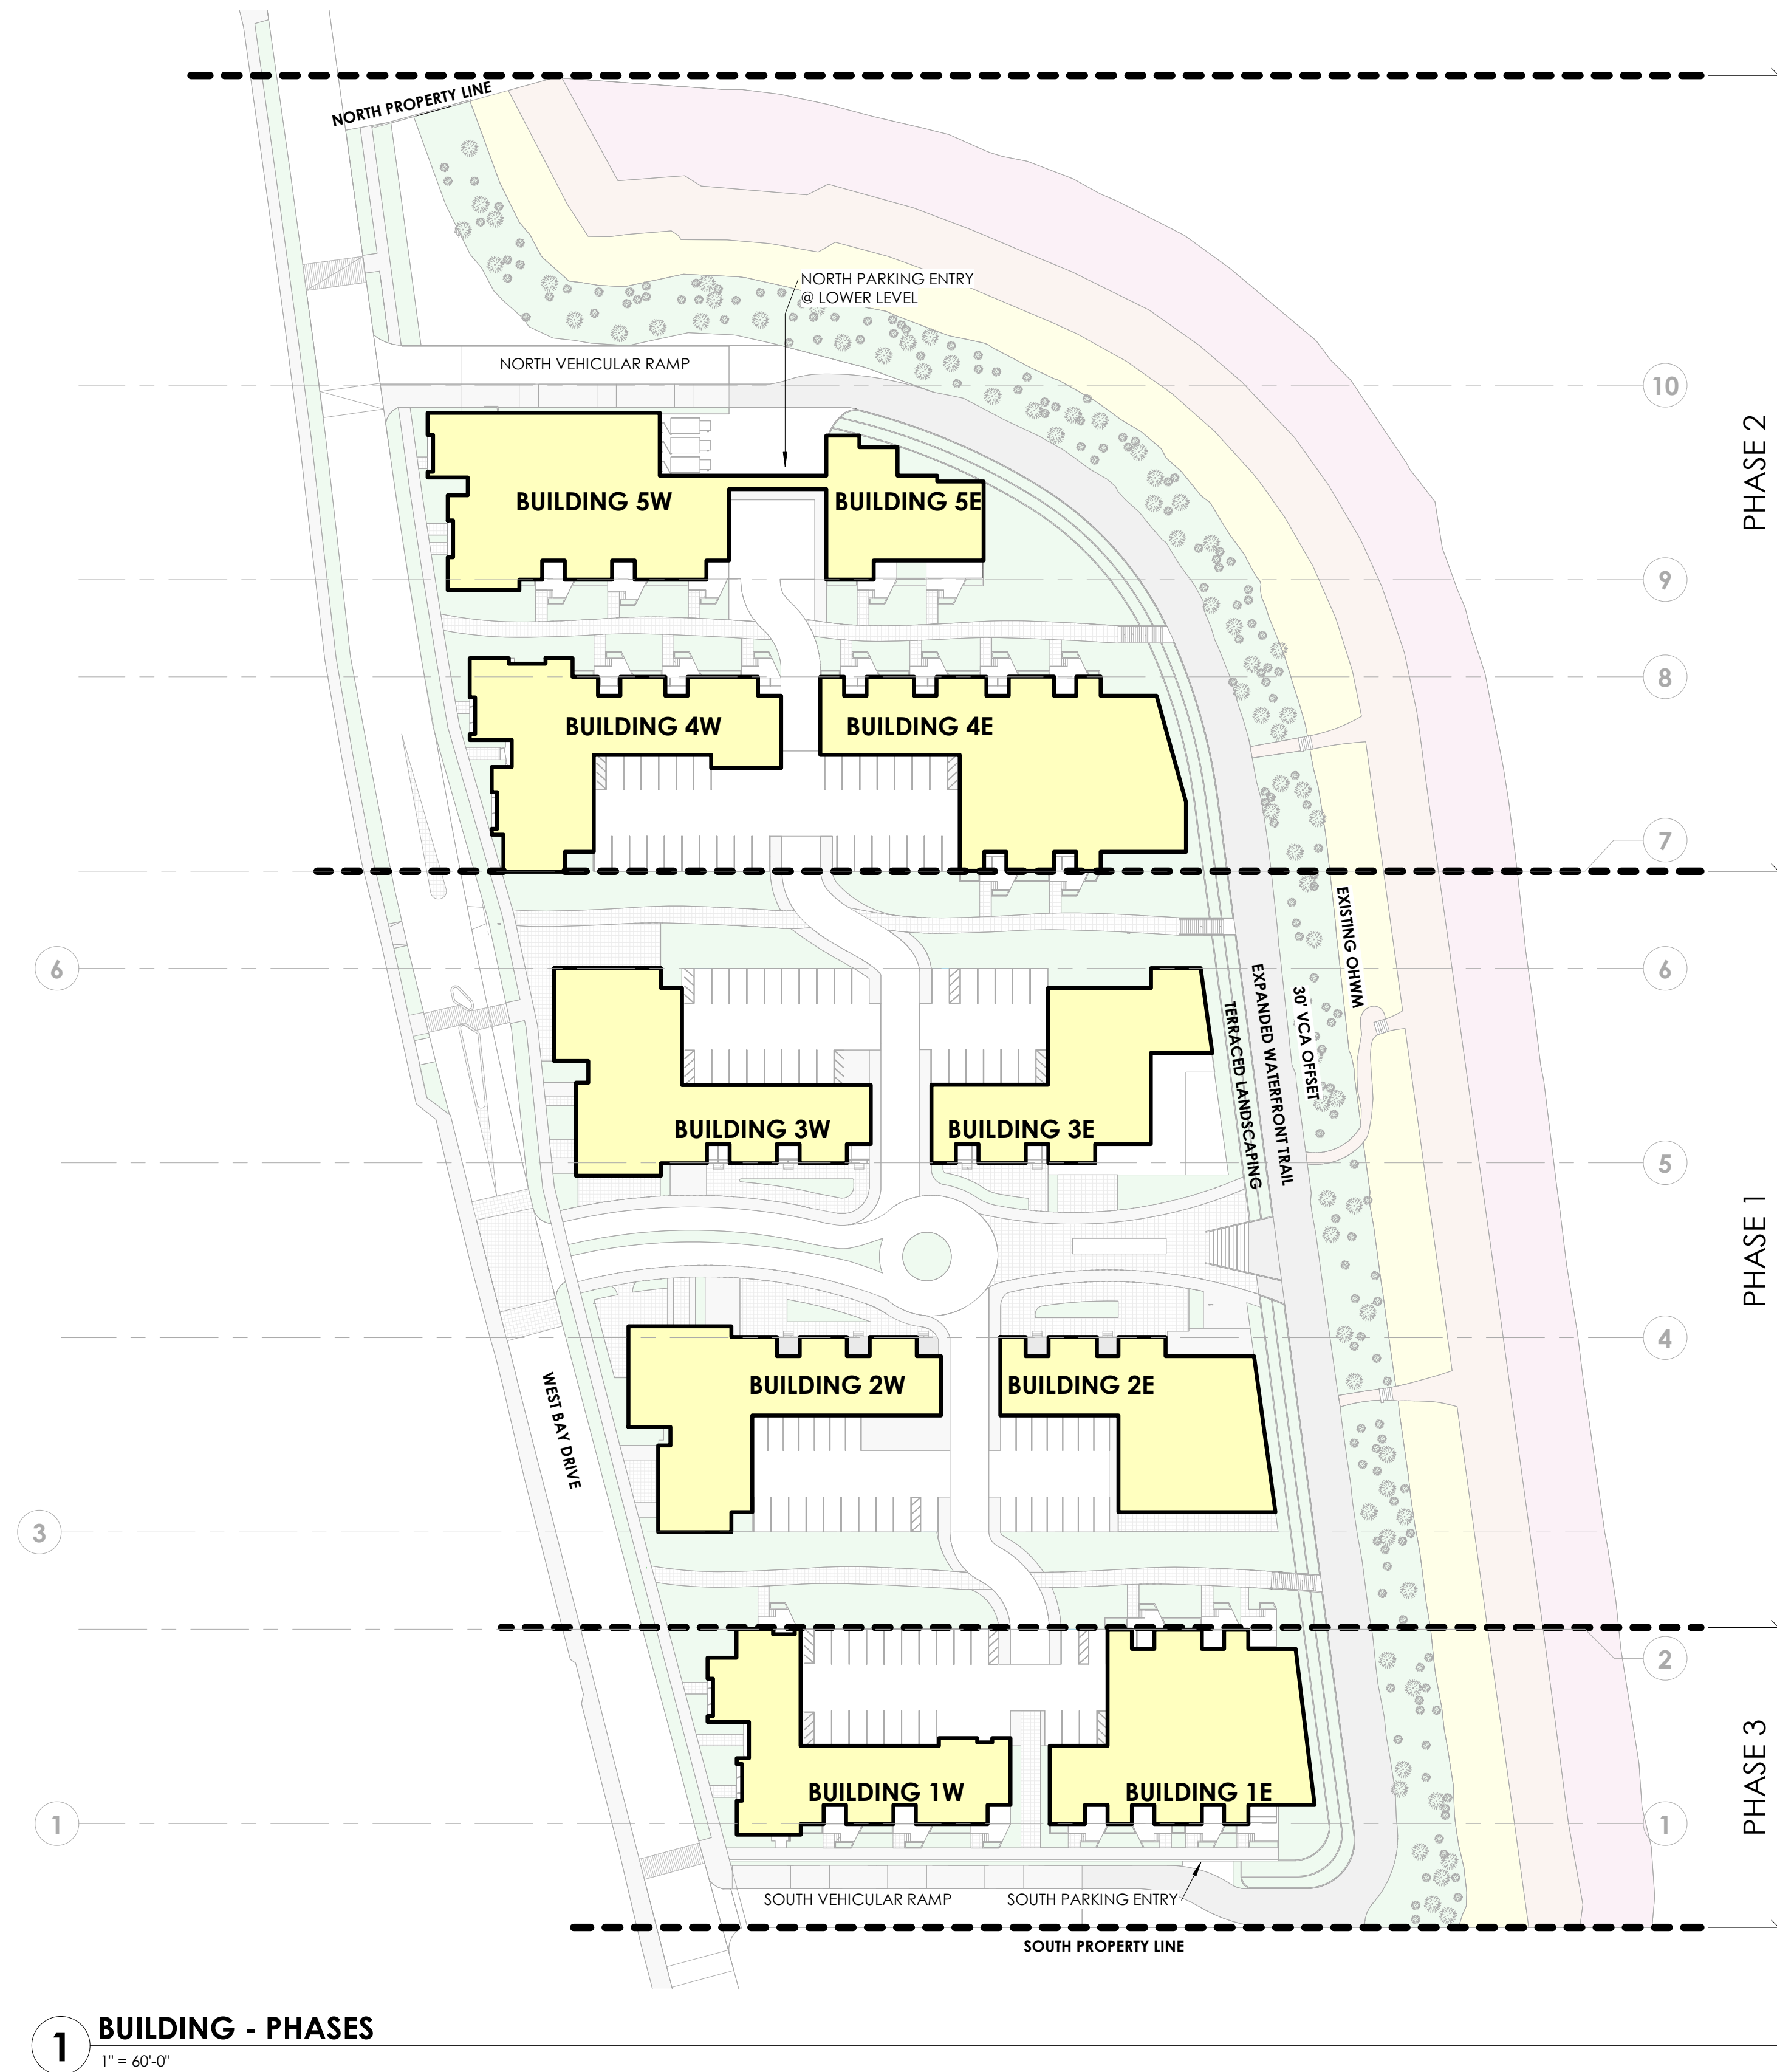 NORTH PROPERTY LINE
NORTH PARKING ENTRY
@ LOWER LEVEL
NORTH VEHICULAR RAMP
10
PHASE 2
BUILDING 5W
BUILDING 5E
9
8
BUILDING 4W
BUILDING 4E
7
EXISTING OHWM
6
6
EXPANDED WATERFRONT TRAIL
30' VCA OFFSET
TERRACED LANDSCAPING
BUILDING 3W
BUILDING 3E
5
PHASE 1
4
WEST BAY DRIVE
BUILDING 2W
BUILDING 2E
3
2
PHASE 3
BUILDING 1W
BUILDING 1E
1
1
SOUTH VEHICULAR RAMP
SOUTH PARKING ENTRY
SOUTH PROPERTY LINE
1
BUILDING - PHASES
1" = 60'-0"